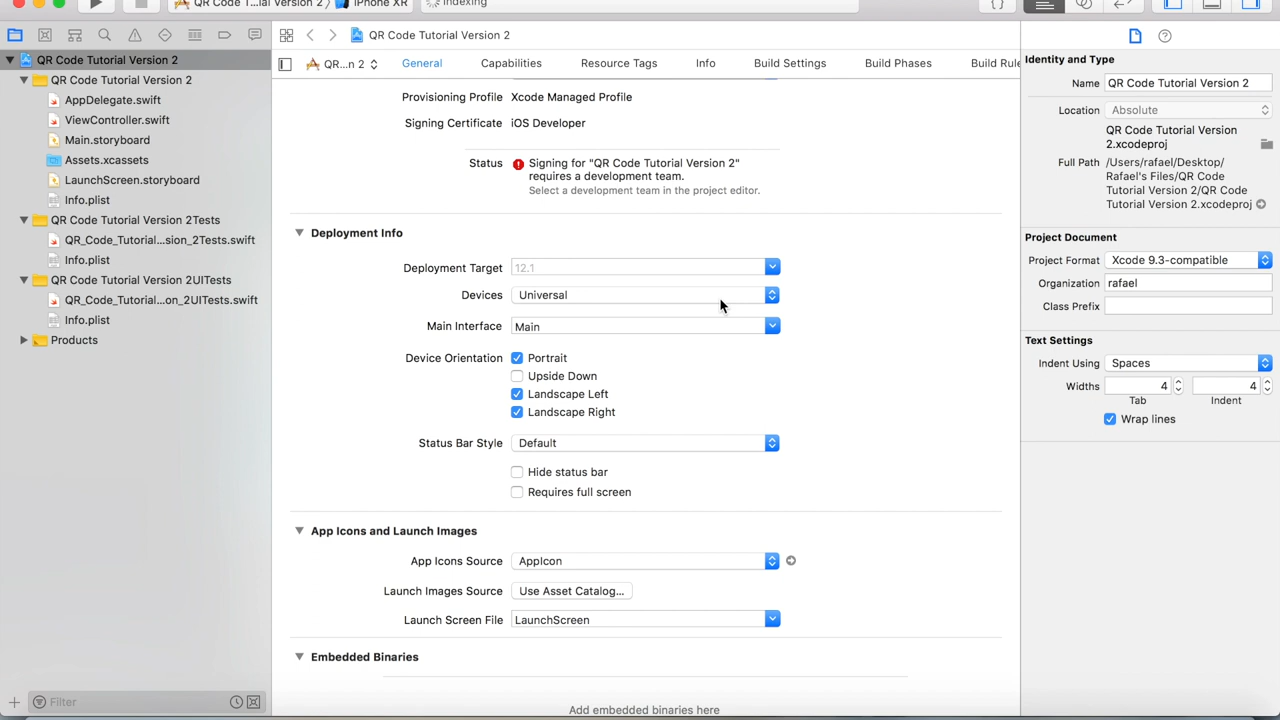 QR Code T...ial Version 2 iPhone XR Indexing
QR Code Tutorial Version 2
QR Code Tutorial Version 2
AppDelegate.swift
ViewController.swift
Main.storyboard
Assets.xcassets
LaunchScreen.storyboard
Info.plist
QR Code Tutorial Version 2Tests
QR_Code_Tutorial...sion_2Tests.swift
Info.plist
QR Code Tutorial Version 2UITests
QR_Code_Tutorial...on_2UITests.swift
Info.plist
Products
Filter
QR Code Tutorial Version 2
QR...n 2 General Capabilities Resource Tags Info Build Settings Build Phases Build Rule
Provisioning Profile Xcode Managed Profile
Signing Certificate iOS Developer
Status Signing for "QR Code Tutorial Version 2"
requires a development team.
Select a development team in the project editor.
Deployment Info
Deployment Target 12.1
Devices Universal
Main Interface Main
Device Orientation Portrait
Upside Down
Landscape Left
Landscape Right
Status Bar Style Default
Hide status bar
Requires full screen
App Icons and Launch Images
App Icons Source AppIcon
Launch Images Source Use Asset Catalog...
Launch Screen File LaunchScreen
Embedded Binaries
Add embedded binaries here
Identity and Type
Name QR Code Tutorial Version 2
Location Absolute
QR Code Tutorial Version
2.xcodeproj
Full Path /Users/rafael/Desktop/
Rafael's Files/QR Code
Tutorial Version 2/QR Code
Tutorial Version 2.xcodeproj
Project Document
Project Format Xcode 9.3-compatible
Organization rafael
Class Prefix
Text Settings
Indent Using Spaces
Widths 4 4
Tab Indent
Wrap lines